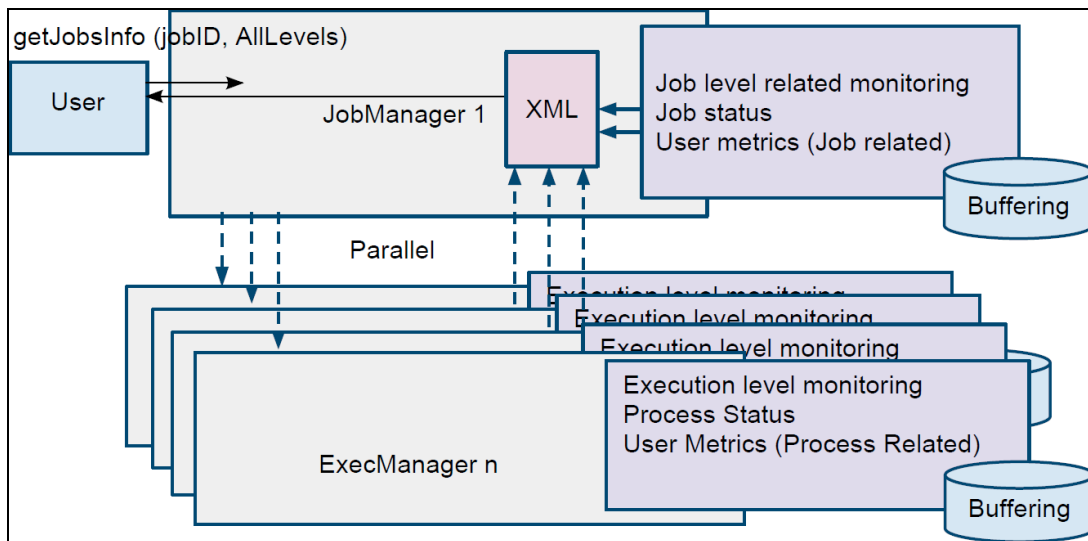 getJobsInfo (jobID, AllLevels)
User
JobManager 1
XML
Job level related monitoring
Job status
User metrics (Job related)
Buffering
Parallel
Execution level monitoring
Execution level monitoring
Execution level monitoring
Execution level monitoring
Process Status
User Metrics (Process Related)
ExecManager n
Buffering